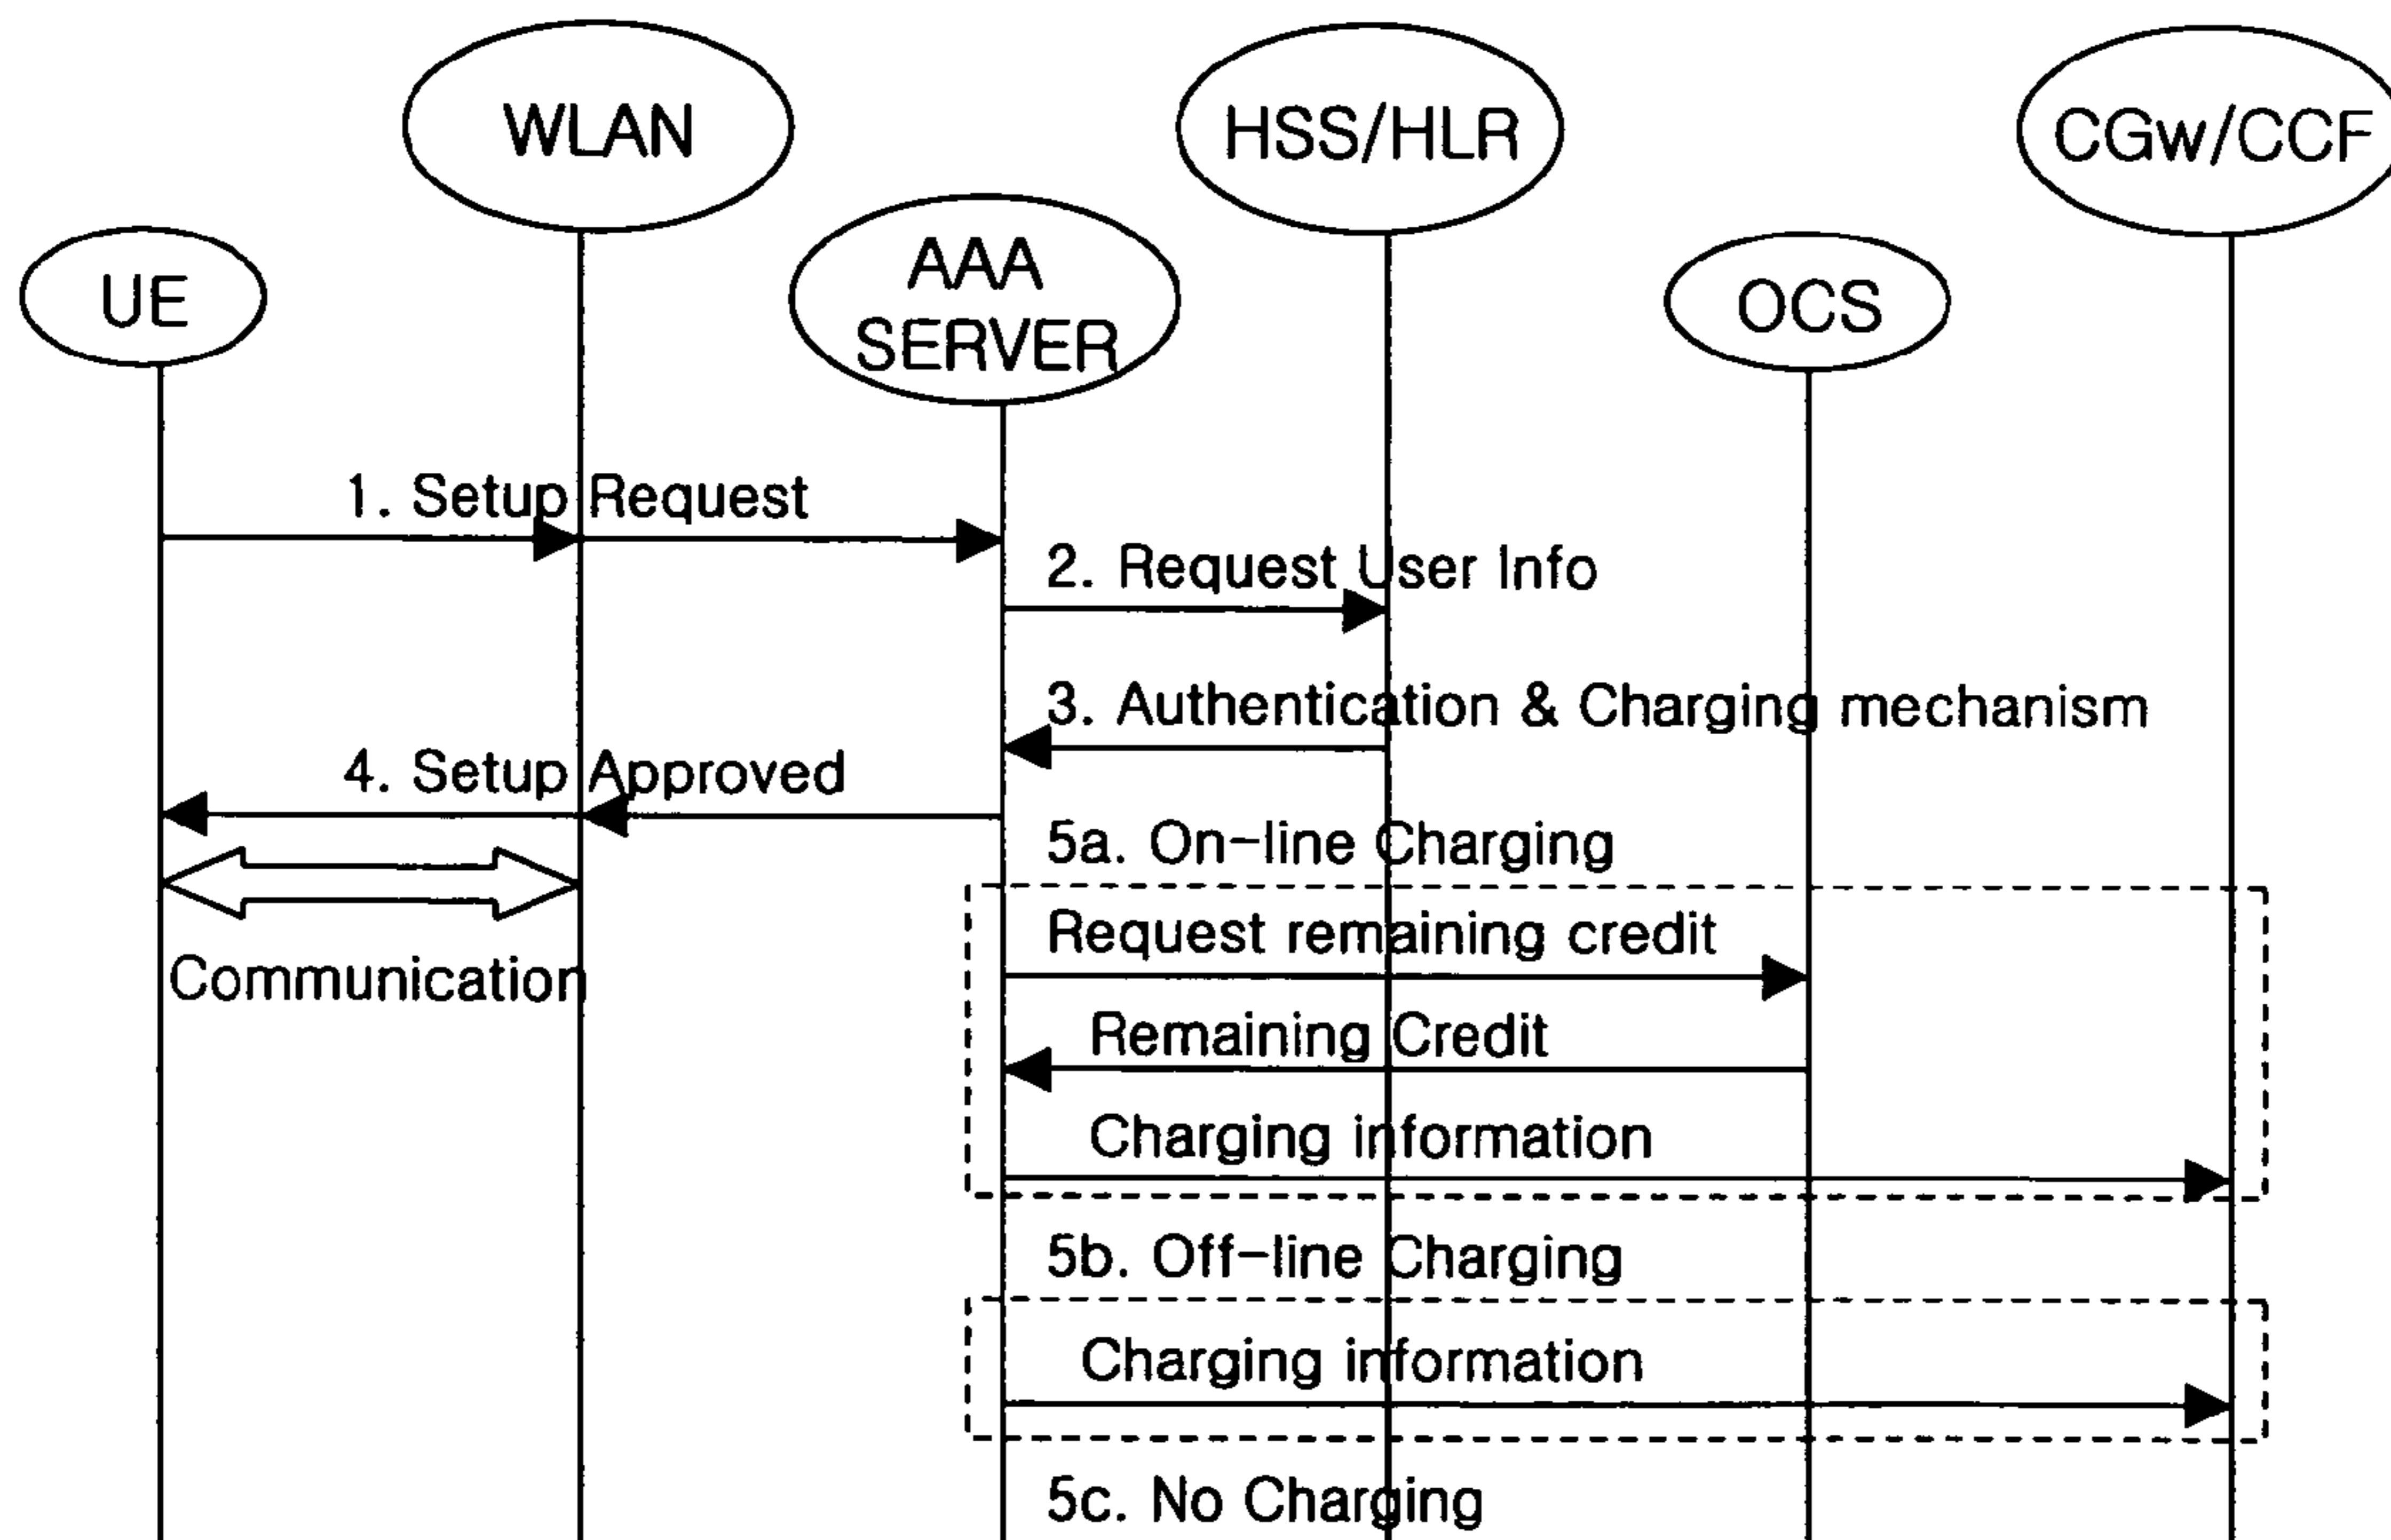 WLAN
HSS/HLR
CGw/CCF
UE
AAA
SERVER
OCS
1. Setup Request
2. Request User Info
3. Authentication & Charging mechanism
4. Setup Approved
5a. On-line Charging
Request remaining credit
Communication
Remaining Credit
Charging information
5b. Off-line Charging
Charging information
5c. No Charging